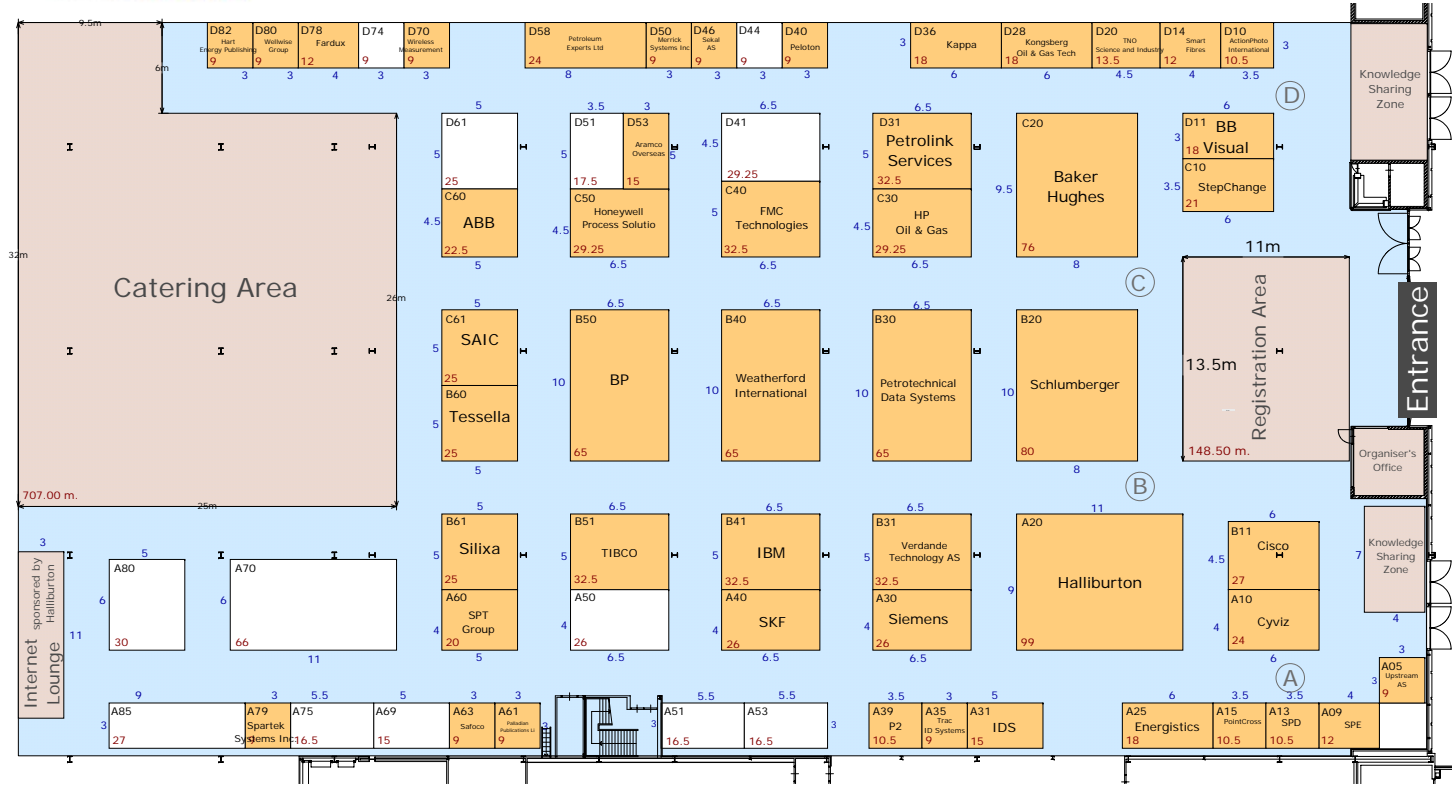 9.5m
D82
Hart
Energy Publishing
9
3
D80
Wellwise
Group
9
3
D78
Fardux
12
4
D74
9
3
D70
Wireless
Measurement
9
3
D58
Petroleum
Experts Ltd
24
8
D50
Merrick
Systems Inc
9
3
D46
Sekal
AS
9
3
D44
9
3
D40
Peloton
9
3
3
D36
Kappa
18
6
D28
Kongsberg
Oil & Gas Tech
18
6
D20
TNO
Science and Industry
13.5
4.5
D14
Smart
Fibres
12
4
D10
ActionPhoto
International
10.5
3.5
3
D
Knowledge
Sharing
Zone
6m
32m
Catering Area
26m
707.00 m.
25m
5
D61
5
25
C60
ABB
4.5
22.5
5
3.5
3
D51
5
17.5
D53
Aramco
Overseas
5
15
C50
Honeywell
Process Solutio
4.5
29.25
6.5
6.5
D41
4.5
29.25
C40
FMC
Technologies
5
32.5
6.5
6.5
D31
Petrolink
Services
5
32.5
C30
HP
Oil & Gas
4.5
29.25
6.5
C20
Baker
Hughes
9.5
76
8
6
D11
BB
Visual
3
18
C10
StepChange
3.5
21
6
C
11m
Registration Area
13.5m
148.50 m.
Entrance
5
C61
SAIC
5
25
B60
Tessella
5
25
5
6.5
B50
BP
10
65
6.5
B40
Weatherford
International
10
65
6.5
B30
Petrotechnical
Data Systems
10
65
B20
Schlumberger
10
80
8
B
Organiser's
Office
Knowledge
Sharing
Zone
7
4
3
Internet
Lounge
sponsored by
Halliburton
11
5
A80
6
30
A70
6
66
11
5
B61
Silixa
5
25
A60
SPT
Group
4
20
5
6.5
B51
TIBCO
5
32.5
A50
4
26
6.5
6.5
B41
IBM
5
32.5
A40
SKF
4
26
6.5
6.5
B31
Verdande
Technology AS
5
32.5
A30
Siemens
4
26
6.5
11
A20
Halliburton
9
99
6
B11
Cisco
4.5
27
A10
Cyviz
4
24
6
A
3
A05
Upstream
AS
3
9
9
A85
3
27
3
A79
Spartek
Systems Inc.
9
5.5
A75
16.5
5
A69
15
3
A63
Safoco
9
3
A61
Palladian
Publications Lt
9
3
5.5
A51
3
16.5
5.5
A53
16.5
3
3.5
A39
P2
3
10.5
3
A35
Trac
ID Systems
9
5
A31
IDS
15
6
A25
Energistics
3
18
3.5
A15
PointCross
10.5
3.5
A13
SPD
10.5
4
A09
SPE
12